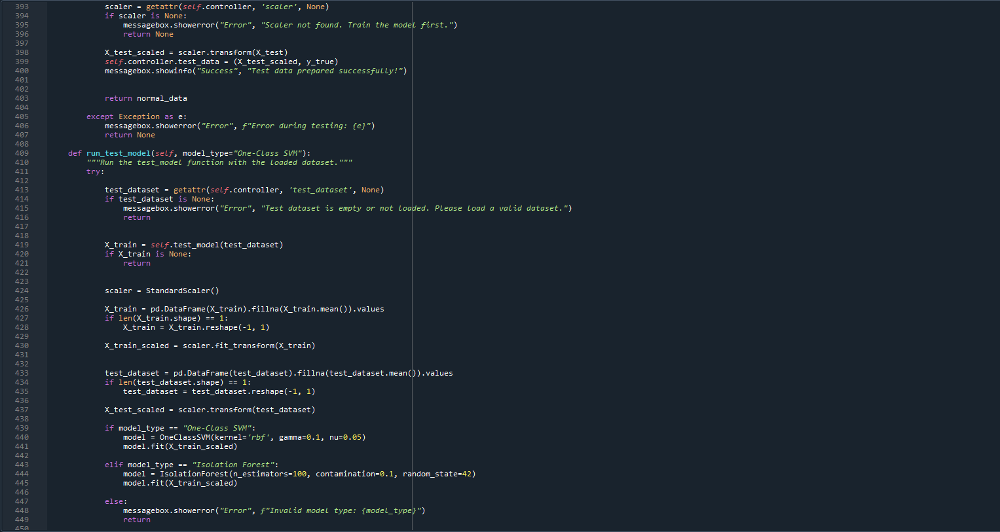 393 scaler = getattr(self.controller, 'scaler', None)
394 if scaler is None:
395 messagebox.showerror("Error", "Scaler not found. Train the model first.")
396 return None
397
398 X_test_scaled = scaler.transform(X_test)
399 self.controller.test_data = (X_test_scaled, y_true)
400 messagebox.showinfo("Success", "Test data prepared successfully!")
401
402
403 return normal_data
404
405 except Exception as e:
406 messagebox.showerror("Error", f"Error during testing: {e}")
407 return None
408
409 def run_test_model(self, model_type="One-Class SVM"):
410 """Run the test_model function with the loaded dataset."""
411 try:
412
413 test_dataset = getattr(self.controller, 'test_dataset', None)
414 if test_dataset is None:
415 messagebox.showerror("Error", "Test dataset is empty or not loaded. Please load a valid dataset.")
416 return
417
418
419 X_train = self.test_model(test_dataset)
420 if X_train is None:
421 return
422
423
424 scaler = StandardScaler()
425
426 X_train = pd.DataFrame(X_train).fillna(X_train.mean()).values
427 if len(X_train.shape) == 1:
428 X_train = X_train.reshape(-1, 1)
429
430 X_train_scaled = scaler.fit_transform(X_train)
431
432
433 test_dataset = pd.DataFrame(test_dataset).fillna(test_dataset.mean()).values
434 if len(test_dataset.shape) == 1:
435 test_dataset = test_dataset.reshape(-1, 1)
436
437 X_test_scaled = scaler.transform(test_dataset)
438
439 if model_type == "One-Class SVM":
440 model = OneClassSVM(kernel='rbf', gamma=0.1, nu=0.05)
441 model.fit(X_train_scaled)
442
443 elif model_type == "Isolation Forest":
444 model = IsolationForest(n_estimators=100, contamination=0.1, random_state=42)
445 model.fit(X_train_scaled)
446
447 else:
448 messagebox.showerror("Error", f"Invalid model type: {model_type}")
449 return
450